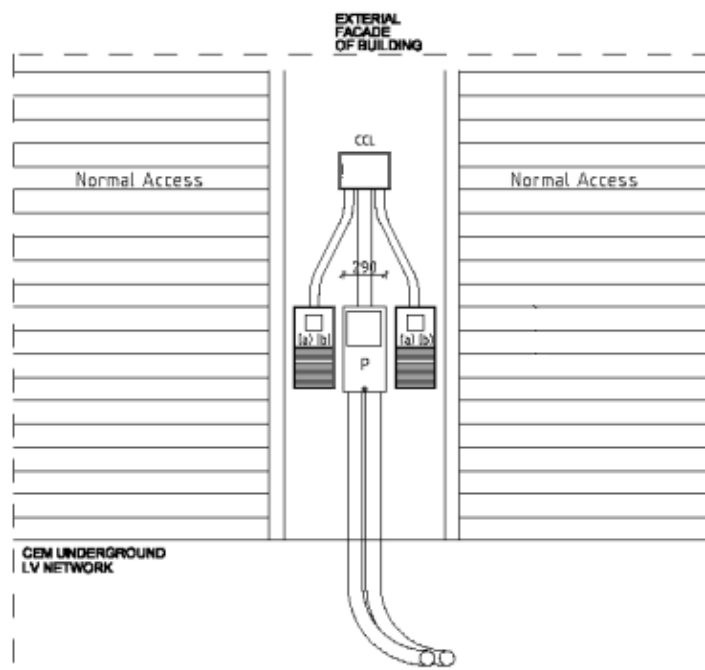 EXTERIAL
FACADE
OF BUILDING
CCL
Normal Access
Normal Access
290
(a) (b)
(a) (b)
P
CEM UNDERGROUND
LV NETWORK